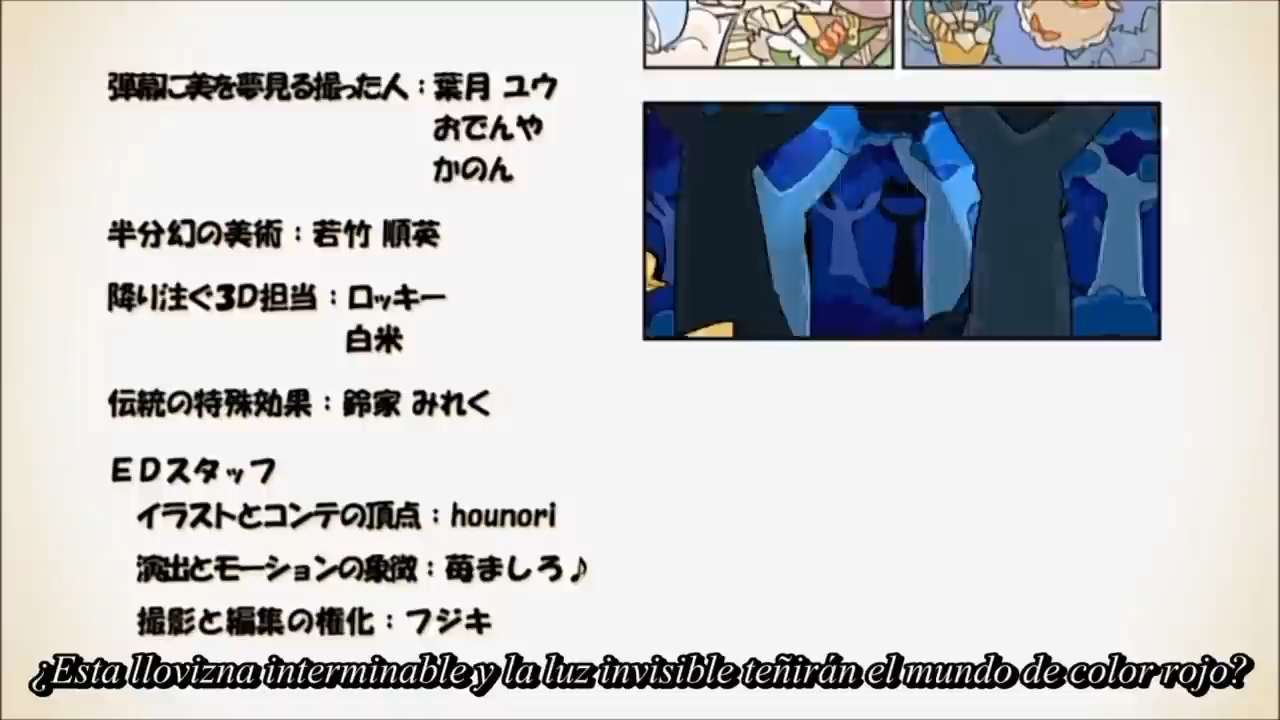 弾幕に美を夢見る撮った人：葉月 ユウ
おでんや
かのん
半分幻の美術：若竹 順英
降り注ぐ3D担当：ロッキー
白米
伝統の特殊効果：鈴家 みれく
EDスタッフ
イラストとコンテの頂点：hounori
演出とモーションの象徴：苺ましろ♪
撮影と編集の権化：フジキ
¿Esta llovizna interminable y la luz invisible teñirán el mundo de color rojo?